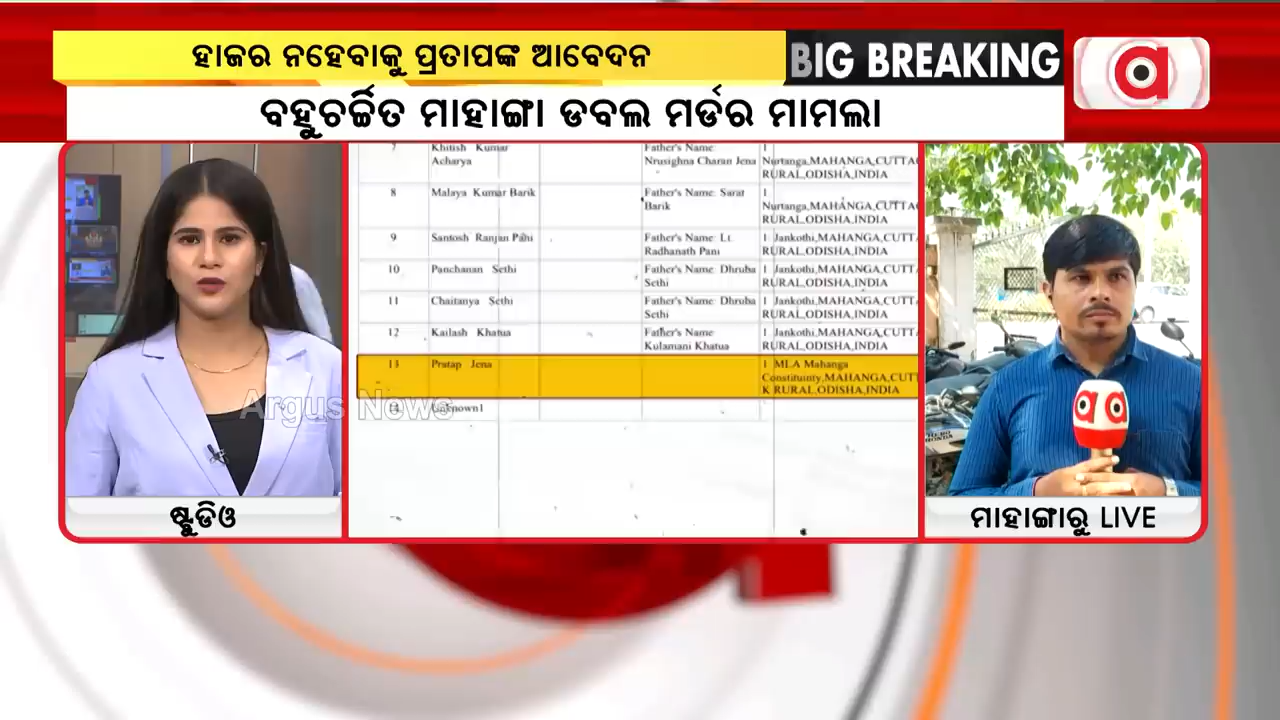 ହାଜର ନହେବାକୁ ପ୍ରତାପଙ୍କ ଆବେଦନ
BIG BREAKING
ବହୁଚର୍ଚ୍ଚିତ ମାହାଙ୍ଗା ଡବଲ ମର୍ଡର ମାମଲା
7 Khitish Kumar Father's Name: 1
Acharya Nrusighna Charan Jena Nurtanga,MAHANGA,CUTTAC
RURAL,ODISHA,INDIA
8 Malaya Kumar Barik Father's Name: Sarat 1
Barik Nurtanga,MAHANGA,CUTTAC
RURAL,ODISHA,INDIA
9 Santosh Ranjan Pani Father's Name: Lt. 1 Jankothi,MAHANGA,CUTTA
Radhanath Pani RURAL,ODISHA,INDIA
10 Panchanan Sethi Father's Name: Dhruba 1 Jankothi,MAHANGA,CUTTA
Sethi RURAL,ODISHA,INDIA
11 Chaitanya Sethi Father's Name: Dhruba 1 Jankothi,MAHANGA,CUTTA
Sethi RURAL,ODISHA,INDIA
12 Kailash Khatua Father's Name: 1 Jankothi,MAHANGA,CUTTA
Kulamani Khatua RURAL,ODISHA,INDIA
13 Pratap Jena 1 MLA Mahanga
Constituinty,MAHANGA,CUTT
K RURAL,ODISHA,INDIA
14 Unknown1
Argus News
ଷ୍ଟୁଡିଓ
ମାହାଙ୍ଗାରୁ LIVE